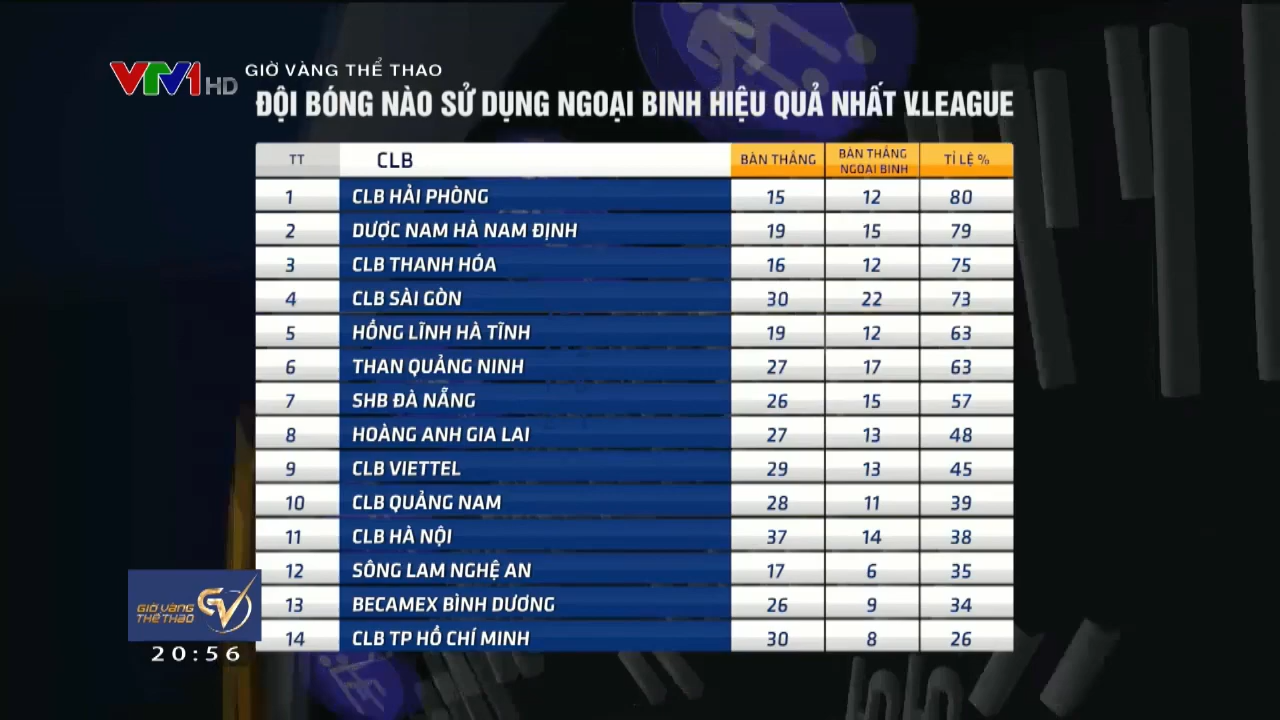 VTV1 HD
GIỜ VÀNG THỂ THAO
ĐỘI BÓNG NÀO SỬ DỤNG NGOẠI BINH HIỆU QUẢ NHẤT V.LEAGUE
TT CLB BÀN THẮNG BÀN THẮNG NGOẠI BINH TỈ LỆ %
1 CLB HẢI PHÒNG 15 12 80
2 DƯỢC NAM HÀ NAM ĐỊNH 19 15 79
3 CLB THANH HÓA 16 12 75
4 CLB SÀI GÒN 30 22 73
5 HỒNG LĨNH HÀ TĨNH 19 12 63
6 THAN QUẢNG NINH 27 17 63
7 SHB ĐÀ NẴNG 26 15 57
8 HOÀNG ANH GIA LAI 27 13 48
9 CLB VIETTEL 29 13 45
10 CLB QUẢNG NAM 28 11 39
11 CLB HÀ NỘI 37 14 38
12 SÔNG LAM NGHỆ AN 17 6 35
13 BECAMEX BÌNH DƯƠNG 26 9 34
14 CLB TP HỒ CHÍ MINH 30 8 26
GIỜ VÀNG
THỂ THAO
GV
20:56